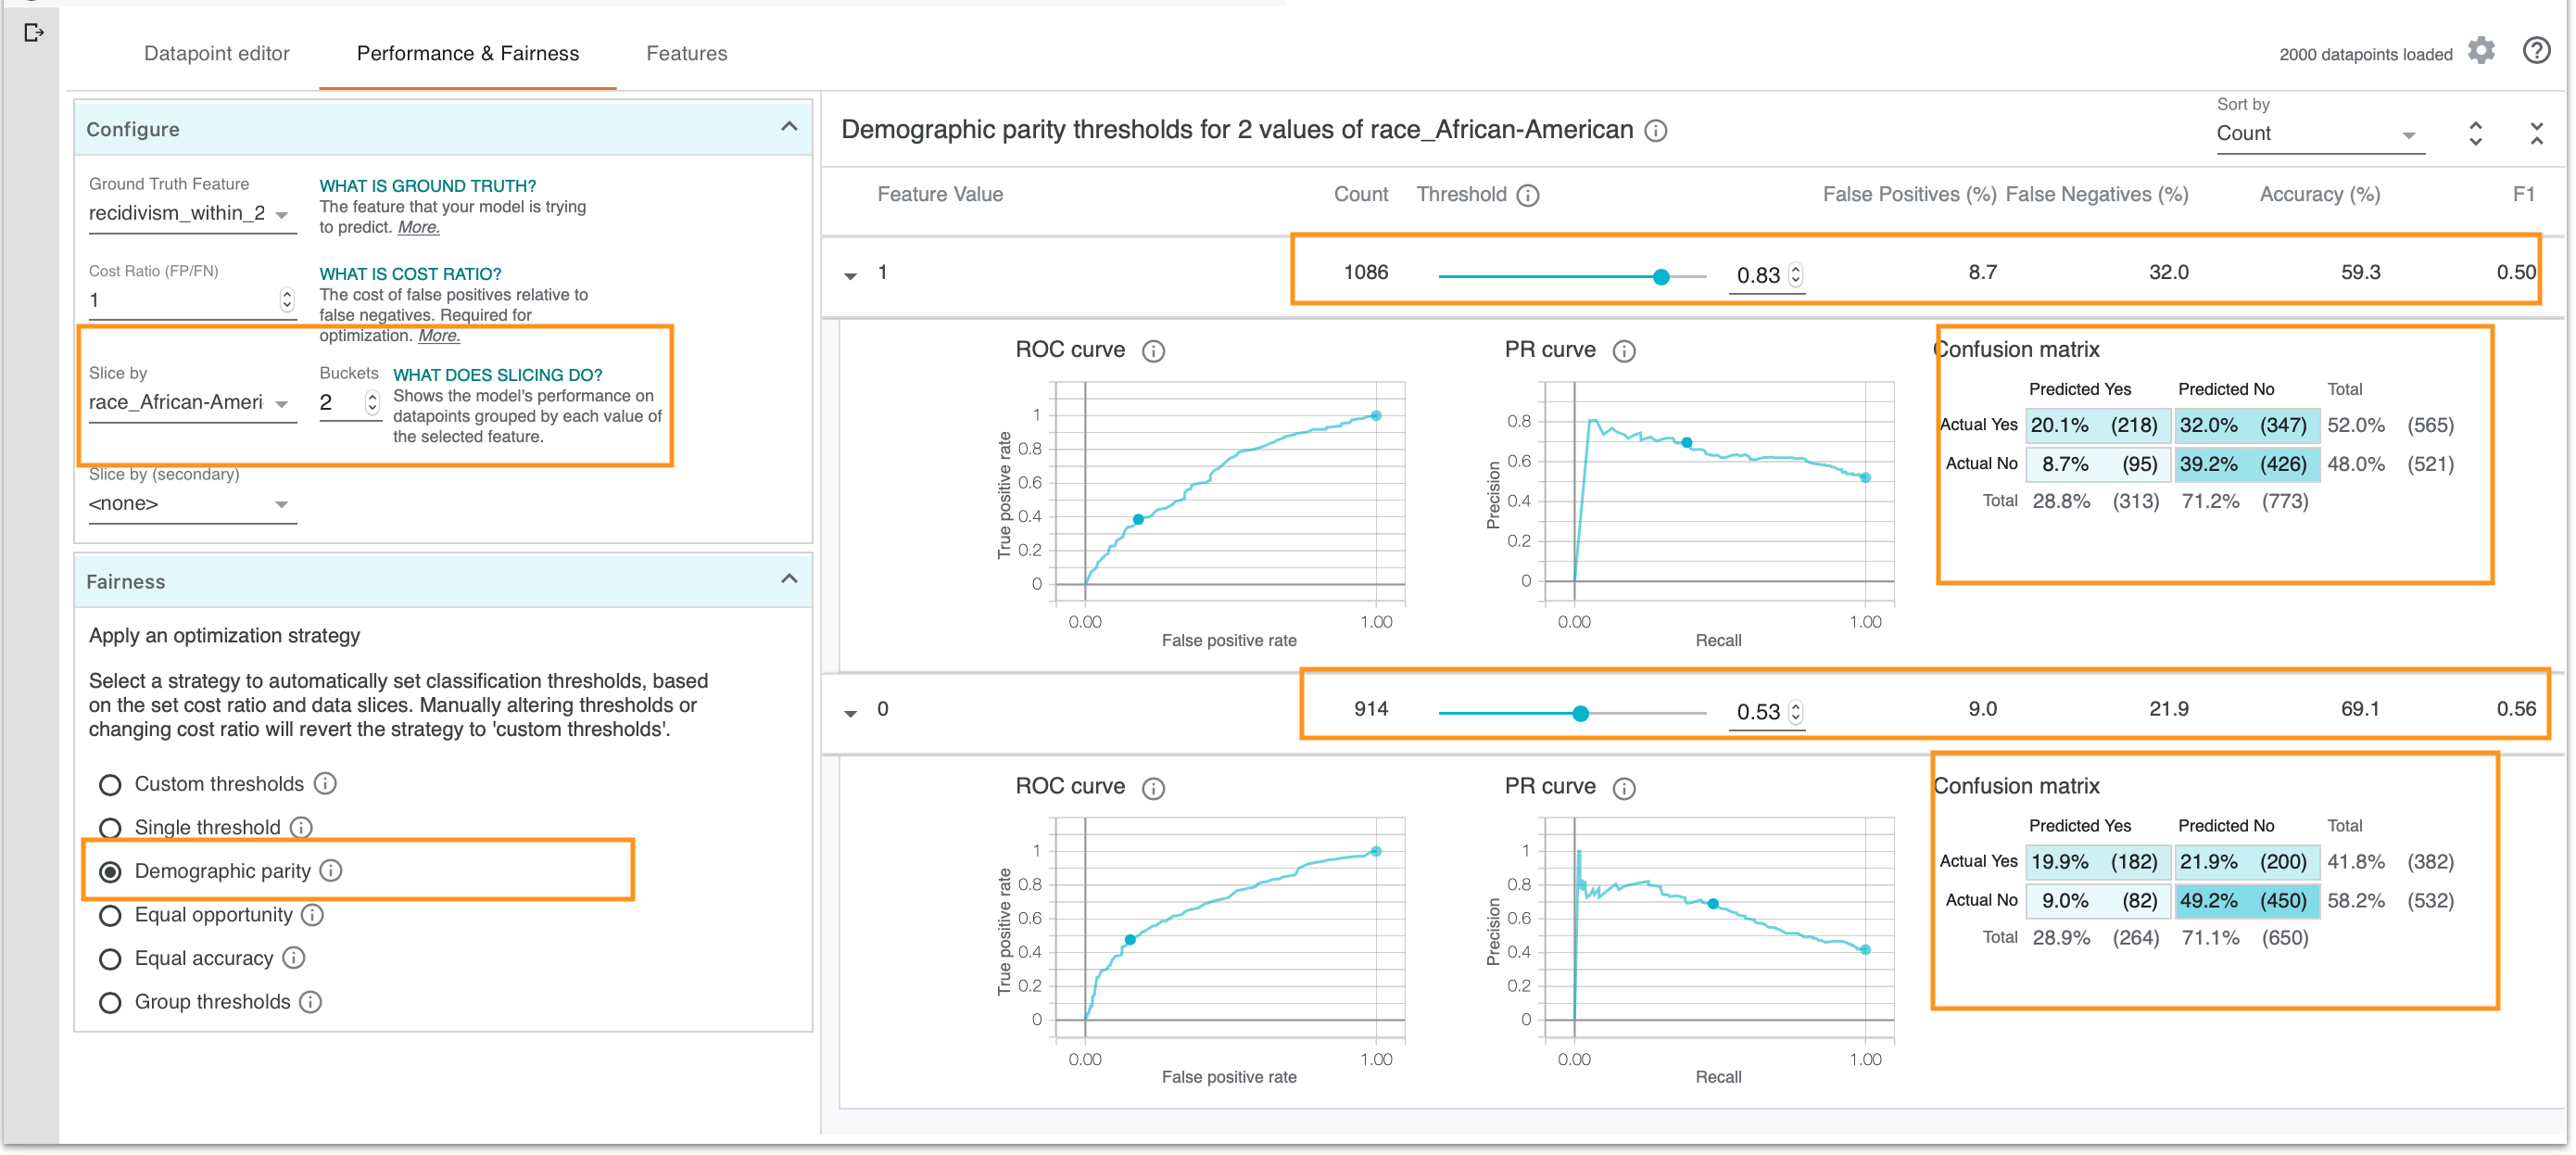 Datapoint editor
Performance & Fairness
Features
2000 datapoints loaded
Configure
Ground Truth Feature
recidivism_within_2
WHAT IS GROUND TRUTH?
The feature that your model is trying
to predict. More.
Cost Ratio (FP/FN)
1
WHAT IS COST RATIO?
The cost of false positives relative to
false negatives. Required for
optimization. More.
Slice by
race_African-Ameri
Buckets
2
WHAT DOES SLICING DO?
Shows the model's performance on
datapoints grouped by each value of
the selected feature.
Slice by (secondary)
<none>
Fairness
Apply an optimization strategy
Select a strategy to automatically set classification thresholds, based
on the set cost ratio and data slices. Manually altering thresholds or
changing cost ratio will revert the strategy to 'custom thresholds'.
Custom thresholds
Single threshold
Demographic parity
Equal opportunity
Equal accuracy
Group thresholds
Demographic parity thresholds for 2 values of race_African-American
Sort by
Count
Feature Value Count Threshold False Positives (%) False Negatives (%) Accuracy (%) F1
1 1086 0.83 8.7 32.0 59.3 0.50
ROC curve
1
0.8
0.6
0.4
0.2
0
True positive rate
0.00 1.00
False positive rate
PR curve
0.8
0.6
0.4
0.2
0
Precision
0.00 1.00
Recall
Confusion matrix
Predicted Yes Predicted No Total
Actual Yes 20.1% (218) 32.0% (347) 52.0% (565)
Actual No 8.7% (95) 39.2% (426) 48.0% (521)
Total 28.8% (313) 71.2% (773)
0 914 0.53 9.0 21.9 69.1 0.56
ROC curve
1
0.8
0.6
0.4
0.2
0
True positive rate
0.00 1.00
False positive rate
PR curve
1
0.8
0.6
0.4
0.2
0
Precision
0.00 1.00
Recall
Confusion matrix
Predicted Yes Predicted No Total
Actual Yes 19.9% (182) 21.9% (200) 41.8% (382)
Actual No 9.0% (82) 49.2% (450) 58.2% (532)
Total 28.9% (264) 71.1% (650)